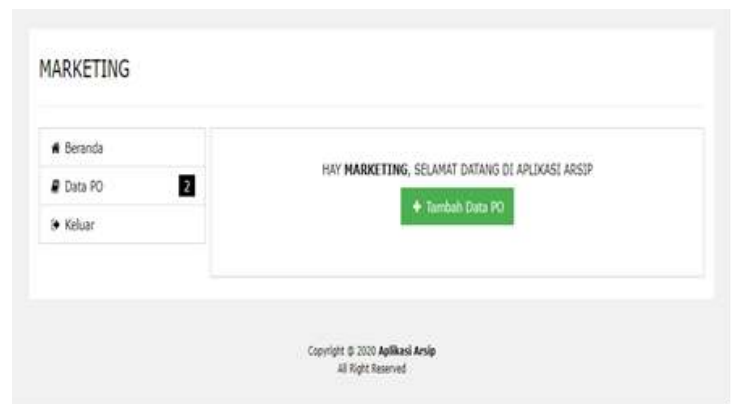 MARKETING
Beranda
Data PO 2
Keluar
HAY MARKETING, SELAMAT DATANG DI APLIKASI ARSIP
Tambah Data PO
Copyright @ 2020 Aplikasi Arsip
All Right Reserved